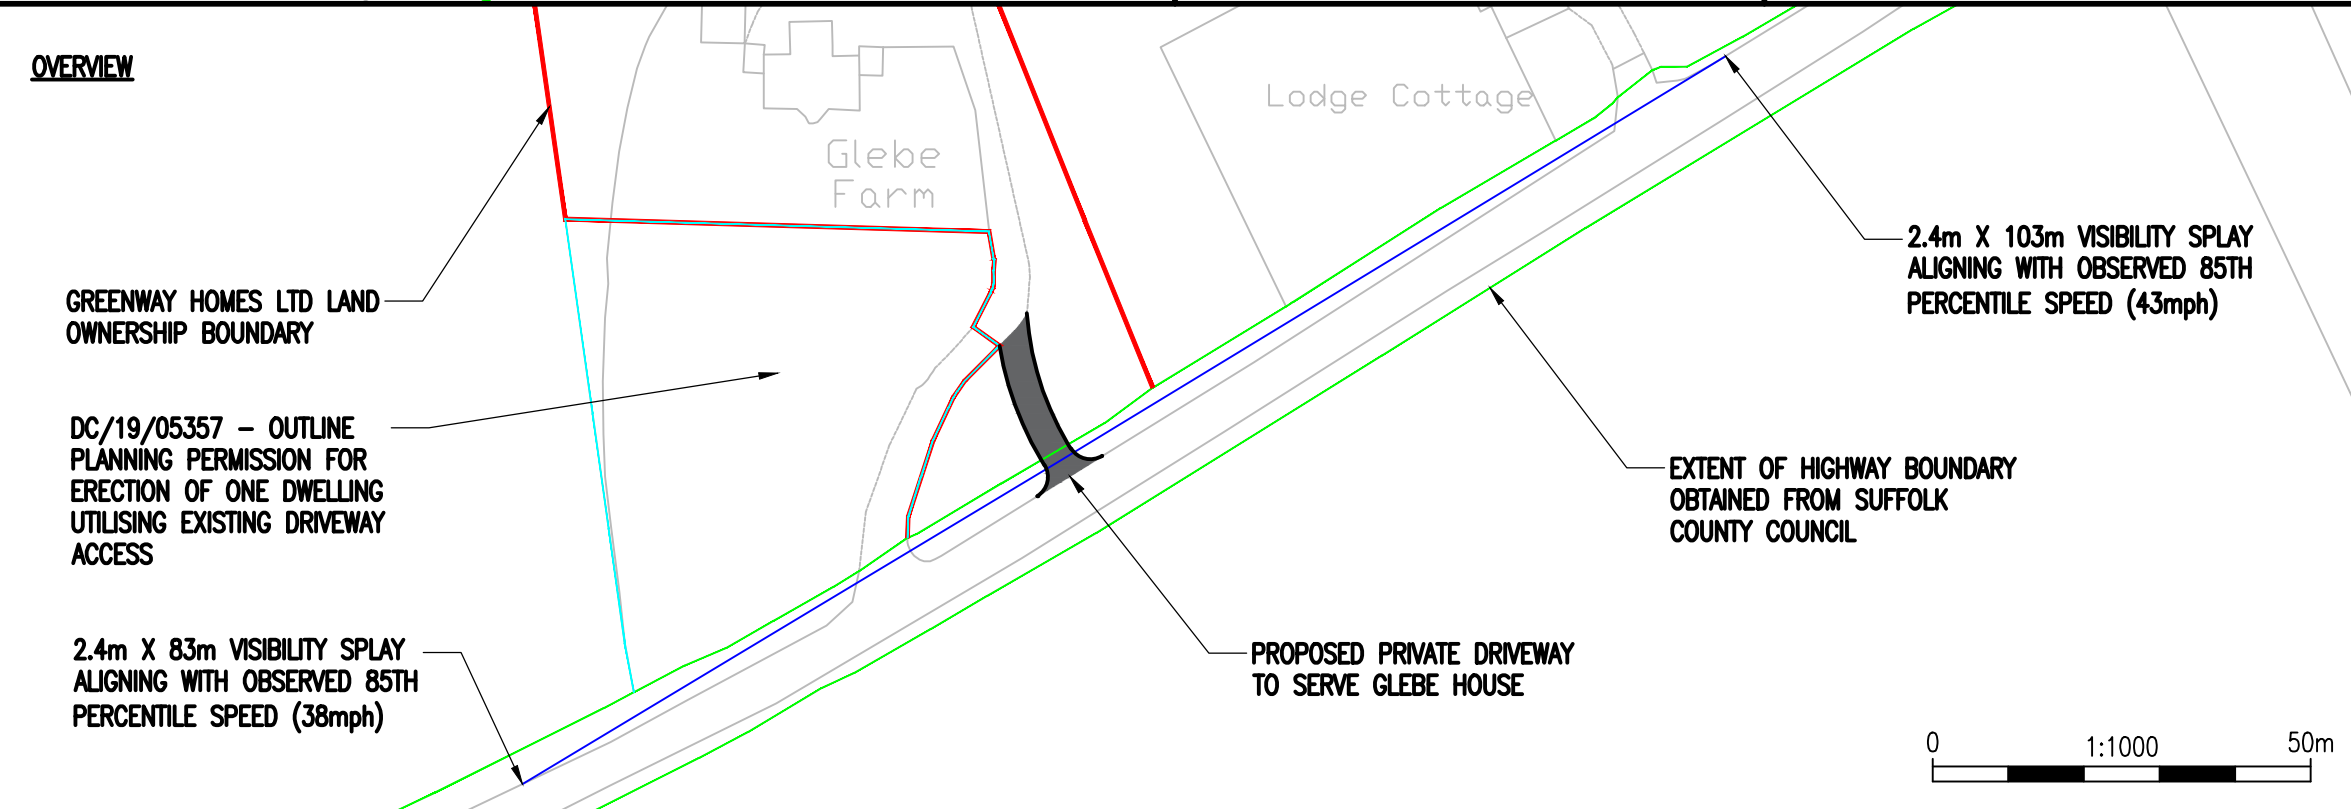 OVERVIEW
Glebe
Farm
Lodge Cottage
2.4m X 103m VISIBILITY SPLAY
ALIGNING WITH OBSERVED 85TH
PERCENTILE SPEED (43mph)
GREENWAY HOMES LTD LAND
OWNERSHIP BOUNDARY
DC/19/05357 – OUTLINE
PLANNING PERMISSION FOR
ERECTION OF ONE DWELLING
UTILISING EXISTING DRIVEWAY
ACCESS
EXTENT OF HIGHWAY BOUNDARY
OBTAINED FROM SUFFOLK
COUNTY COUNCIL
2.4m X 83m VISIBILITY SPLAY
ALIGNING WITH OBSERVED 85TH
PERCENTILE SPEED (38mph)
PROPOSED PRIVATE DRIVEWAY
TO SERVE GLEBE HOUSE
0 1:1000 50m